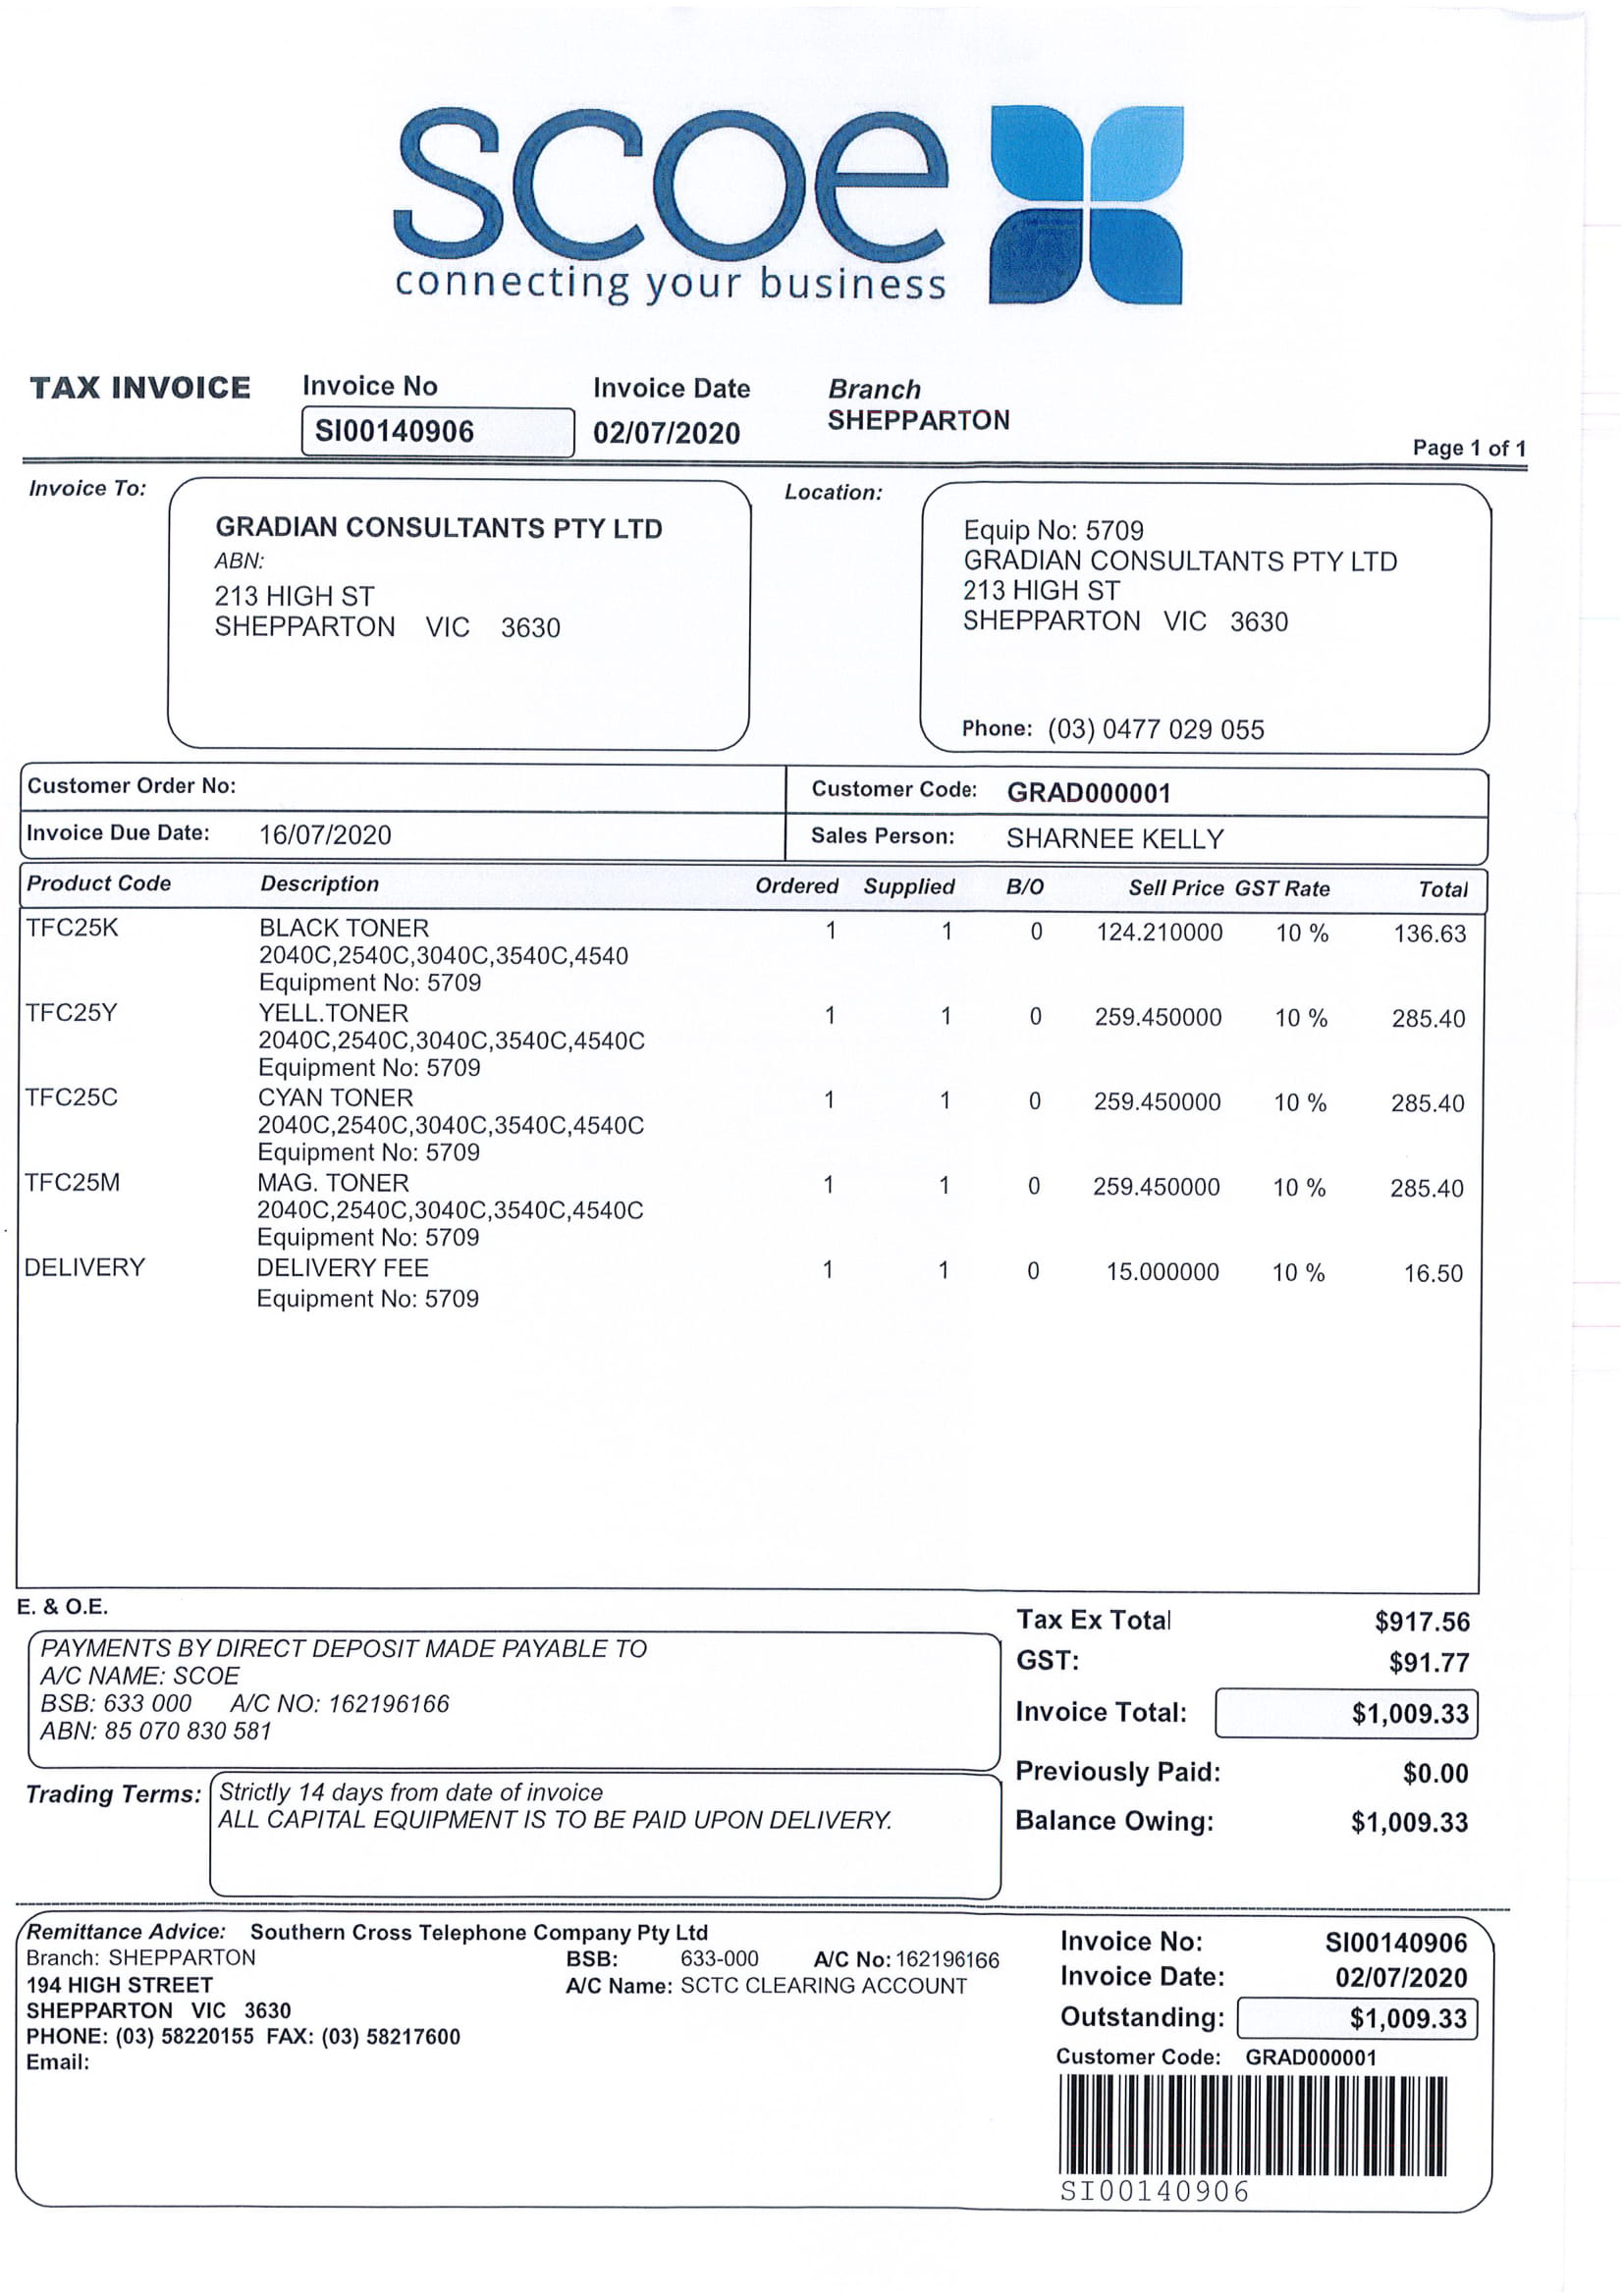 scoe
connecting your business
TAX INVOICE
Invoice No
SI00140906
Invoice Date
02/07/2020
Branch
SHEPPARTON
Page 1 of 1
Invoice To:
GRADIAN CONSULTANTS PTY LTD
ABN:
213 HIGH ST
SHEPPARTON VIC 3630
Location:
Equip No: 5709
GRADIAN CONSULTANTS PTY LTD
213 HIGH ST
SHEPPARTON VIC 3630
Phone: (03) 0477 029 055
Customer Order No:
Customer Code: GRAD000001
Invoice Due Date: 16/07/2020
Sales Person: SHARNEE KELLY
Product Code Description Ordered Supplied B/O Sell Price GST Rate Total
TFC25K BLACK TONER 1 1 0 124.210000 10 % 136.63
2040C,2540C,3040C,3540C,4540
Equipment No: 5709
TFC25Y YELL.TONER 1 1 0 259.450000 10 % 285.40
2040C,2540C,3040C,3540C,4540C
Equipment No: 5709
TFC25C CYAN TONER 1 1 0 259.450000 10 % 285.40
2040C,2540C,3040C,3540C,4540C
Equipment No: 5709
TFC25M MAG. TONER 1 1 0 259.450000 10 % 285.40
2040C,2540C,3040C,3540C,4540C
Equipment No: 5709
DELIVERY DELIVERY FEE 1 1 0 15.000000 10 % 16.50
Equipment No: 5709
E. & O.E.
PAYMENTS BY DIRECT DEPOSIT MADE PAYABLE TO
A/C NAME: SCOE
BSB: 633 000 A/C NO: 162196166
ABN: 85 070 830 581
Trading Terms: Strictly 14 days from date of invoice
ALL CAPITAL EQUIPMENT IS TO BE PAID UPON DELIVERY.
Tax Ex Total $917.56
GST: $91.77
Invoice Total: $1,009.33
Previously Paid: $0.00
Balance Owing: $1,009.33
Remittance Advice: Southern Cross Telephone Company Pty Ltd
Branch: SHEPPARTON BSB: 633-000 A/C No: 162196166
194 HIGH STREET A/C Name: SCTC CLEARING ACCOUNT
SHEPPARTON VIC 3630
PHONE: (03) 58220155 FAX: (03) 58217600
Email:
Invoice No: SI00140906
Invoice Date: 02/07/2020
Outstanding: $1,009.33
Customer Code: GRAD000001
SI00140906